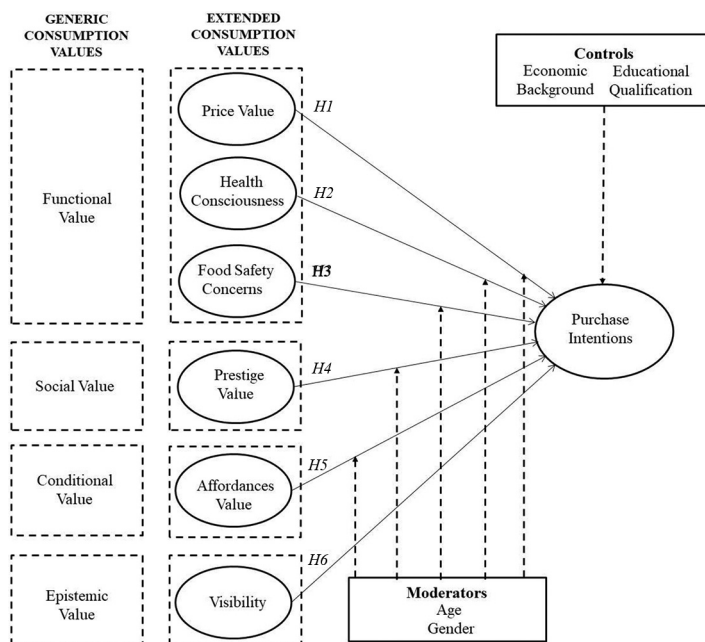 GENERIC
CONSUMPTION
VALUES
EXTENDED
CONSUMPTION
VALUES
Controls
Economic Educational
Background Qualification
Price Value
H1
Functional
Value
Health
Consciousness
H2
Food Safety
Concerns
H3
Purchase
Intentions
Social Value
Prestige
Value
H4
Conditional
Value
Affordances
Value
H5
Epistemic
Value
Visibility
H6
Moderators
Age
Gender